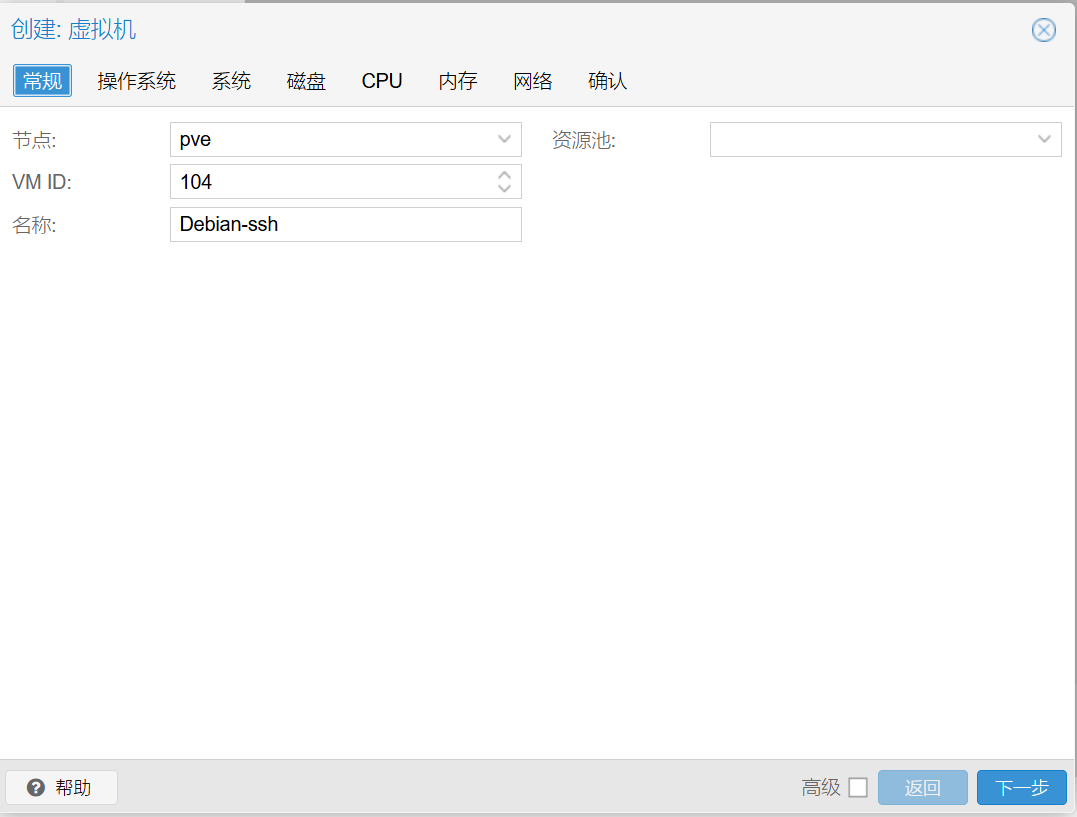 创建: 虚拟机
常规 操作系统 系统 磁盘 CPU 内存 网络 确认
节点: pve 资源池:
VM ID: 104
名称: Debian-ssh
帮助 高级 返回 下一步